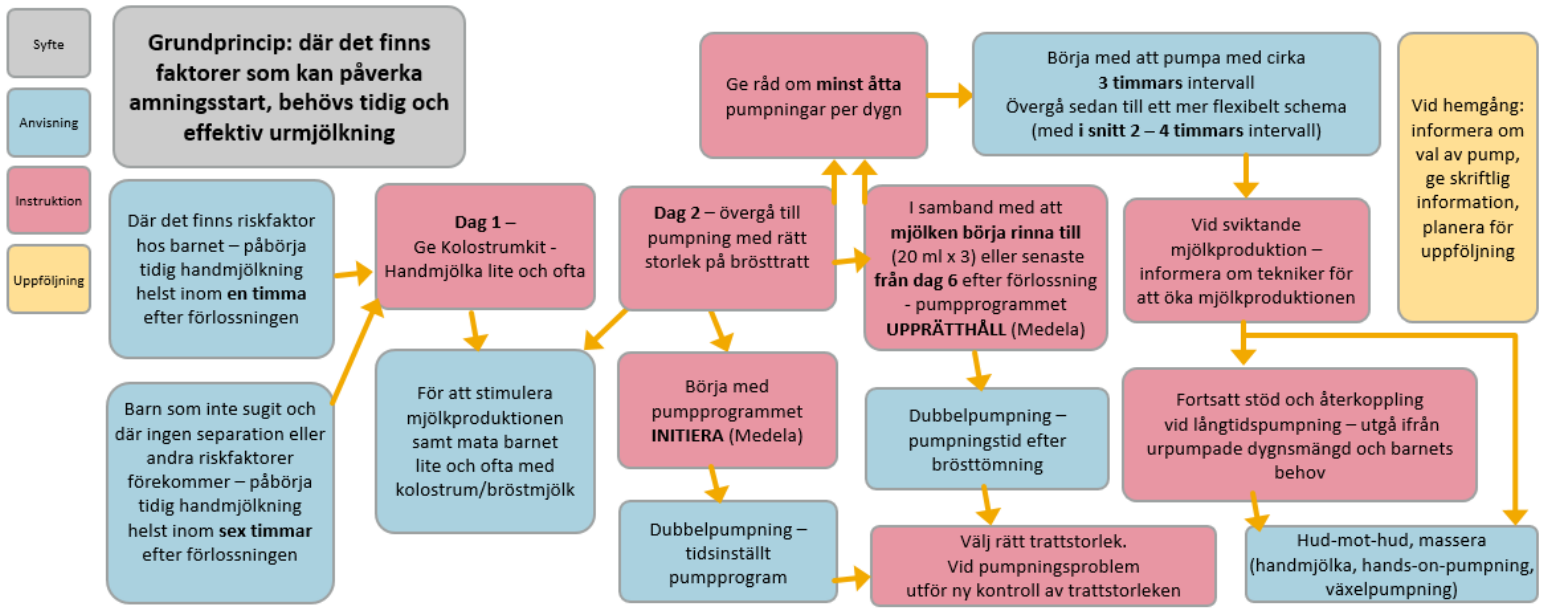 Syfte
Anvisning
Instruktion
Uppföljning
Grundprincip: där det finns
faktorer som kan påverka
amningsstart, behövs tidig och
effektiv urmjölkning
Där det finns riskfaktor
hos barnet – påbörja
tidig handmjölkning
helst inom en timma
efter förlossningen
Barn som inte sugit och
där ingen separation eller
andra riskfaktorer
förekommer – påbörja
tidig handmjölkning
helst inom sex timmar
efter förlossningen
Dag 1 –
Ge Kolostrumkit -
Handmjölka lite och ofta
För att stimulera
mjölkproduktionen
samt mata barnet
lite och ofta med
kolostrum/bröstmjölk
Dag 2 – övergå till
pumpning med rätt
storlek på brösttratt
Börja med
pumpprogrammet
INITIERA (Medela)
Dubbelpumpning –
tidsinställt
pumpprogram
Ge råd om minst åtta
pumpningar per dygn
I samband med att
mjölken börja rinna till
(20 ml x 3) eller senaste
från dag 6 efter förlossning
- pumpprogrammet
UPPRÄTTHÅLL (Medela)
Dubbelpumpning –
pumpningstid efter
brösttömning
Välj rätt trattstorlek.
Vid pumpningsproblem
utför ny kontroll av trattstorleken
Börja med att pumpa med cirka
3 timmars intervall
Övergå sedan till ett mer flexibelt schema
(med i snitt 2 – 4 timmars intervall)
Vid sviktande
mjölkproduktion –
informera om tekniker för
att öka mjölkproduktionen
Fortsatt stöd och återkoppling
vid långtidspumpning – utgå ifrån
urpumpade dygnsmängd och barnets
behov
Hud-mot-hud, massera
(handmjölka, hands-on-pumpning,
växelpumpning)
Vid hemgång:
informera om
val av pump,
ge skriftlig
information,
planera för
uppföljning